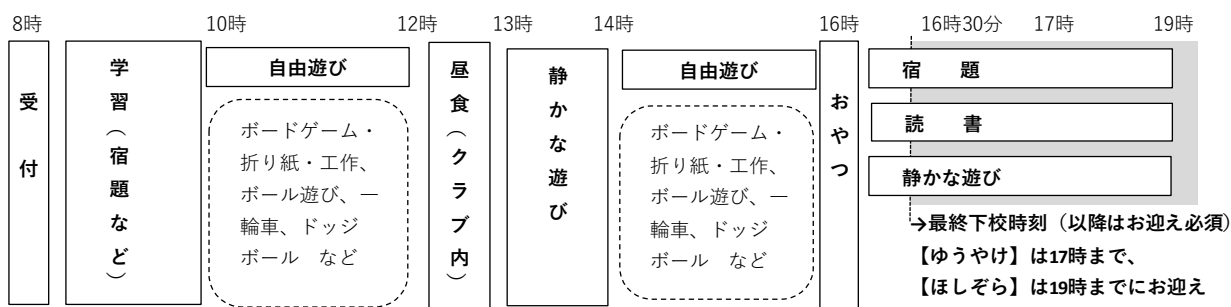 8時 10時 12時 13時 14時 16時 16時30分 17時 19時
受付
学習(宿題など)
自由遊び
ボードゲーム・
折り紙・工作、
ボール遊び、一
輪車、ドッジ
ボール など
昼食(クラブ内)
静かな遊び
自由遊び
ボードゲーム・
折り紙・工作、
ボール遊び、一
輪車、ドッジ
ボール など
おやつ
宿 題
読 書
静かな遊び
→最終下校時刻(以降はお迎え必須)
【ゆうやけ】は17時まで、
【ほしぞら】は19時までにお迎え